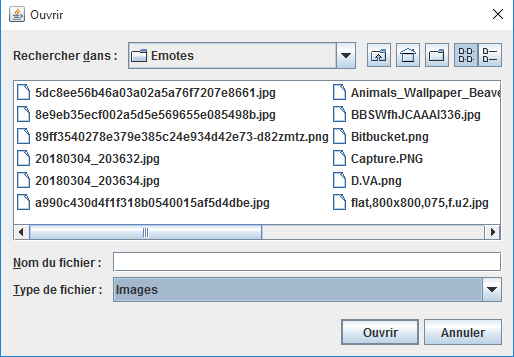 Ouvrir
Rechercher dans : Emotes
5dc8ee56b46a03a02a5a76f7207e8661.jpg
8e9eb35ecf002a5d5e569655e085498b.jpg
89ff3540278e379e385c24e934d42e73-d82zmtz.png
20180304_203632.jpg
20180304_203634.jpg
a990c430d4f1f318b0540015af5d4dbe.jpg
Animals_Wallpaper_Beave
BBSWfhJCAAAl336.jpg
Bitbucket.png
Capture.PNG
D.VA.png
flat,800x800,075,f.u2.jpg
Nom du fichier :
Type de fichier : Images
Ouvrir Annuler